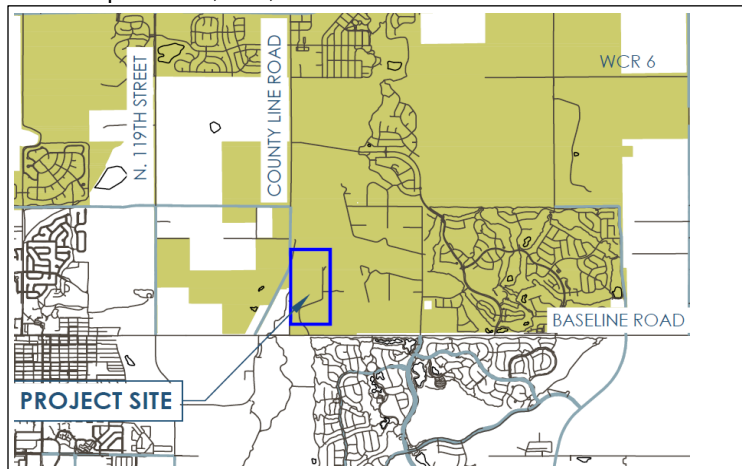 WCR 6
N. 119TH STREET
COUNTY LINE ROAD
BASELINE ROAD
PROJECT SITE